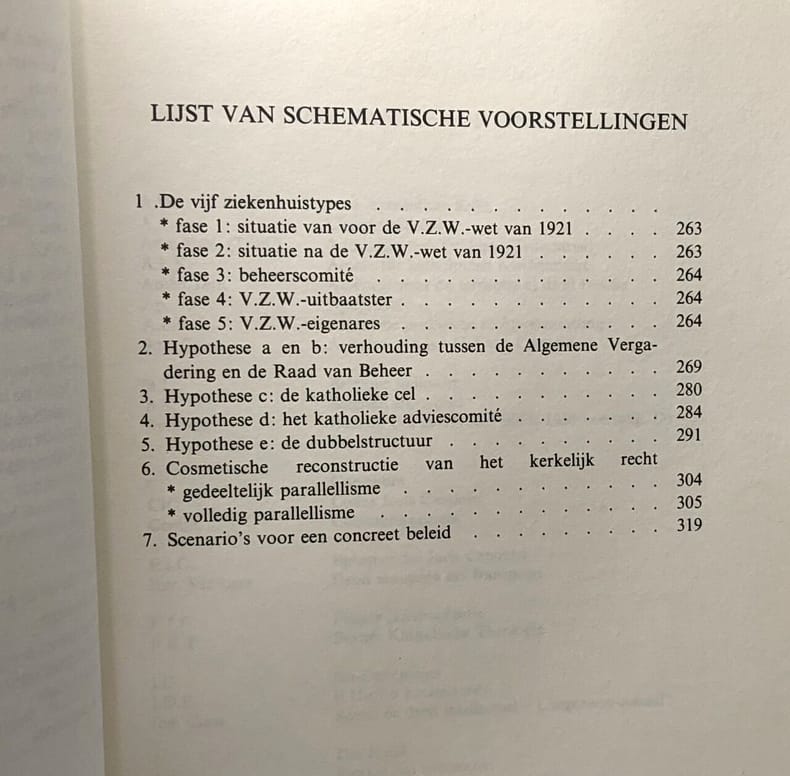 LIJST VAN SCHEMATISCHE VOORSTELLINGEN
1 .De vijf ziekenhuistypes . . . . . . . . . . . . .
* fase 1: situatie van voor de V.Z.W.-wet van 1921 . . . . 263
* fase 2: situatie na de V.Z.W.-wet van 1921 . . . . . . 263
* fase 3: beheerscomité . . . . . . . . . . . . . 264
* fase 4: V.Z.W.-uitbaatster . . . . . . . . . . . . 264
* fase 5: V.Z.W.-eigenares . . . . . . . . . . . . 264
2. Hypothese a en b: verhouding tussen de Algemene Verga-
dering en de Raad van Beheer . . . . . . . . . . . 269
3. Hypothese c: de katholieke cel . . . . . . . . . . . 280
4. Hypothese d: het katholieke adviescomité . . . . . . . 284
5. Hypothese e: de dubbelstructuur . . . . . . . . . . 291
6. Cosmetische reconstructie van het kerkelijk recht
* gedeeltelijk parallellisme . . . . . . . . . . . . 304
* volledig parallellisme . . . . . . . . . . . . . 305
7. Scenario's voor een concreet beleid . . . . . . . . . 319